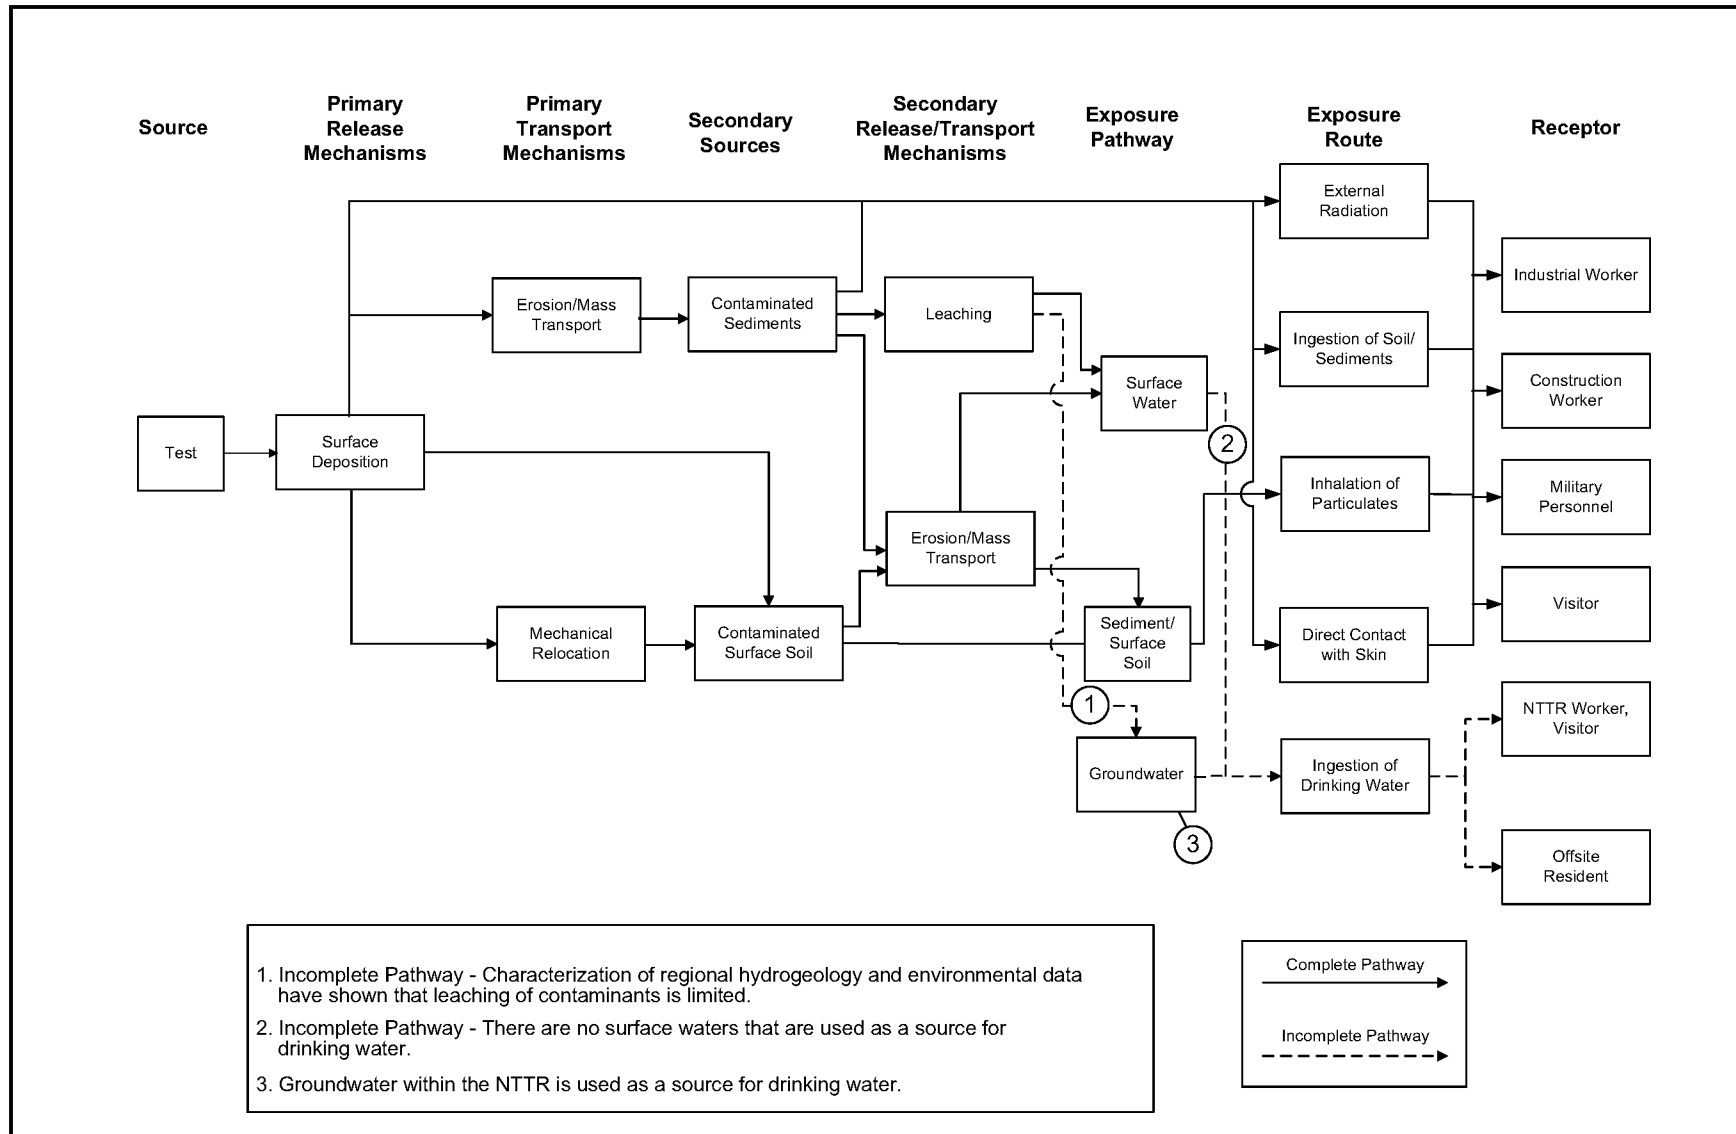 Source
Primary
Release
Mechanisms
Primary
Transport
Mechanisms
Secondary
Sources
Secondary
Release/Transport
Mechanisms
Exposure
Pathway
Exposure
Route
Receptor
External
Radiation
Industrial Worker
Erosion/Mass
Transport
Contaminated
Sediments
Leaching
Ingestion of Soil/
Sediments
Surface
Water
Construction
Worker
Test
Surface
Deposition
2
Inhalation of
Particulates
Military
Personnel
Erosion/Mass
Transport
Visitor
Mechanical
Relocation
Contaminated
Surface Soil
Sediment/
Surface
Soil
Direct Contact
with Skin
1
NTTR Worker,
Visitor
Groundwater
Ingestion of
Drinking Water
3
Offsite
Resident
1. Incomplete Pathway - Characterization of regional hydrogeology and environmental data
have shown that leaching of contaminants is limited.
2. Incomplete Pathway - There are no surface waters that are used as a source for
drinking water.
3. Groundwater within the NTTR is used as a source for drinking water.
Complete Pathway
Incomplete Pathway